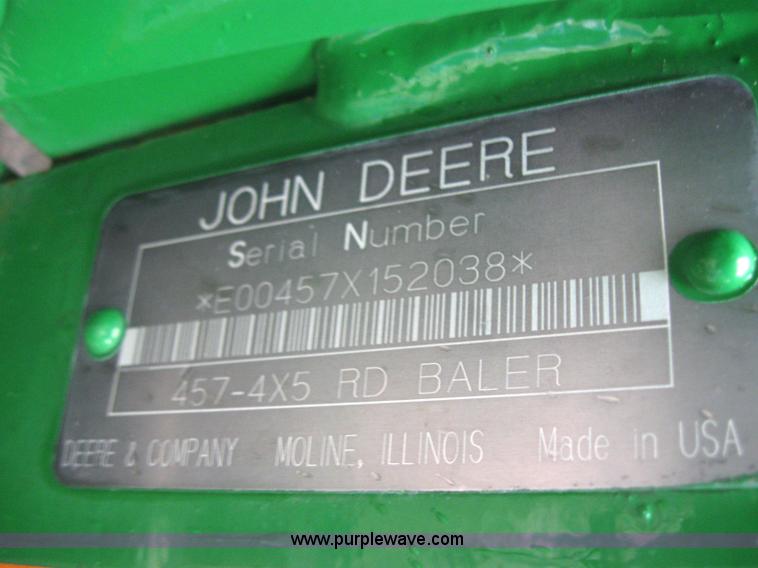 JOHN DEERE
Serial Number
*E00457X152038*
457-4X5 RD BALER
DEERE & COMPANY MOLINE, ILLINOIS Made in USA
www.purplewave.com